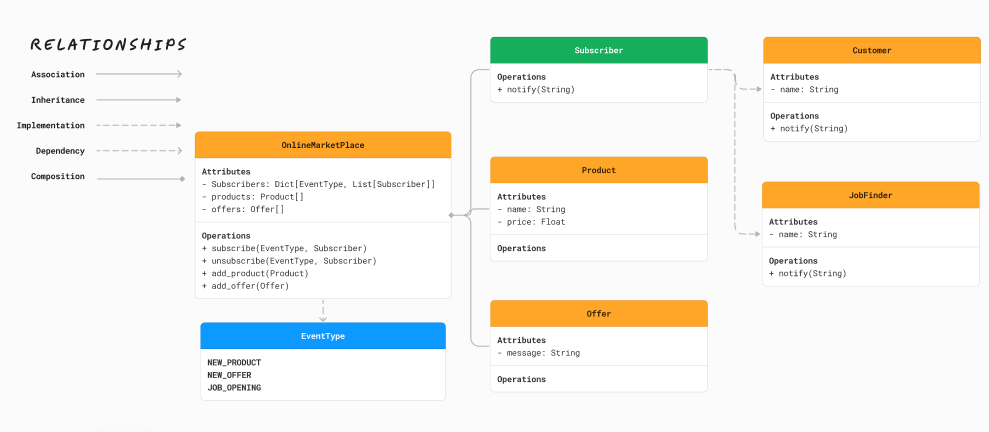 RELATIONSHIPS
Association
Inheritance
Implementation
Dependency
Composition
OnlineMarketPlace
Attributes
- Subscribers: Dict[EventType, List[Subscriber]]
- products: Product[]
- offers: Offer[]
Operations
+ subscribe(EventType, Subscriber)
+ unsubscribe(EventType, Subscriber)
+ add_product(Product)
+ add_offer(Offer)
EventType
NEW_PRODUCT
NEW_OFFER
JOB_OPENING
Subscriber
Operations
+ notify(String)
Product
Attributes
- name: String
- price: Float
Operations
Offer
Attributes
- message: String
Operations
Customer
Attributes
- name: String
Operations
+ notify(String)
JobFinder
Attributes
- name: String
Operations
+ notify(String)